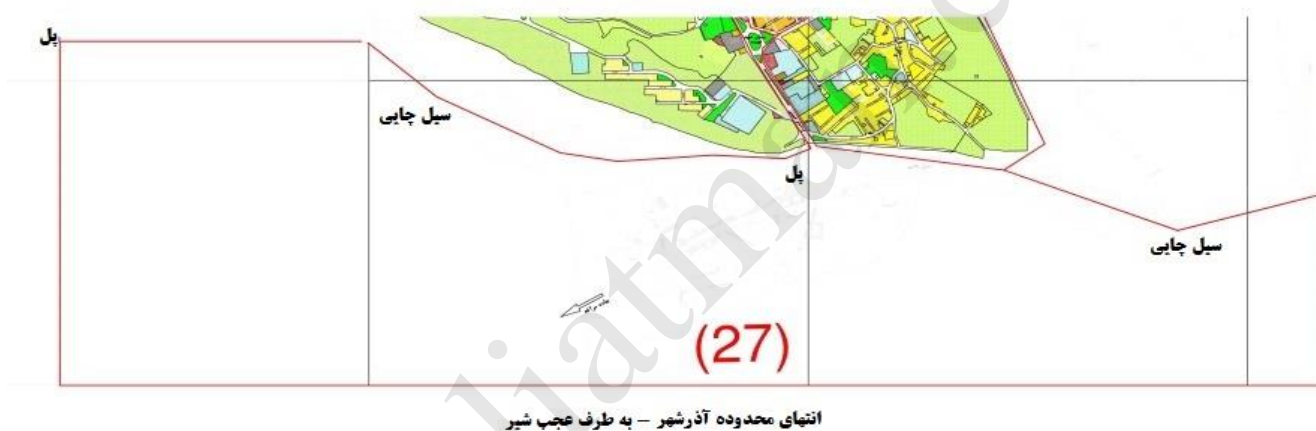 پل
سیل چایی
پل
سیل چایی
(27)
انتهای محدوده آذرشهر – به طرف عجب شیر